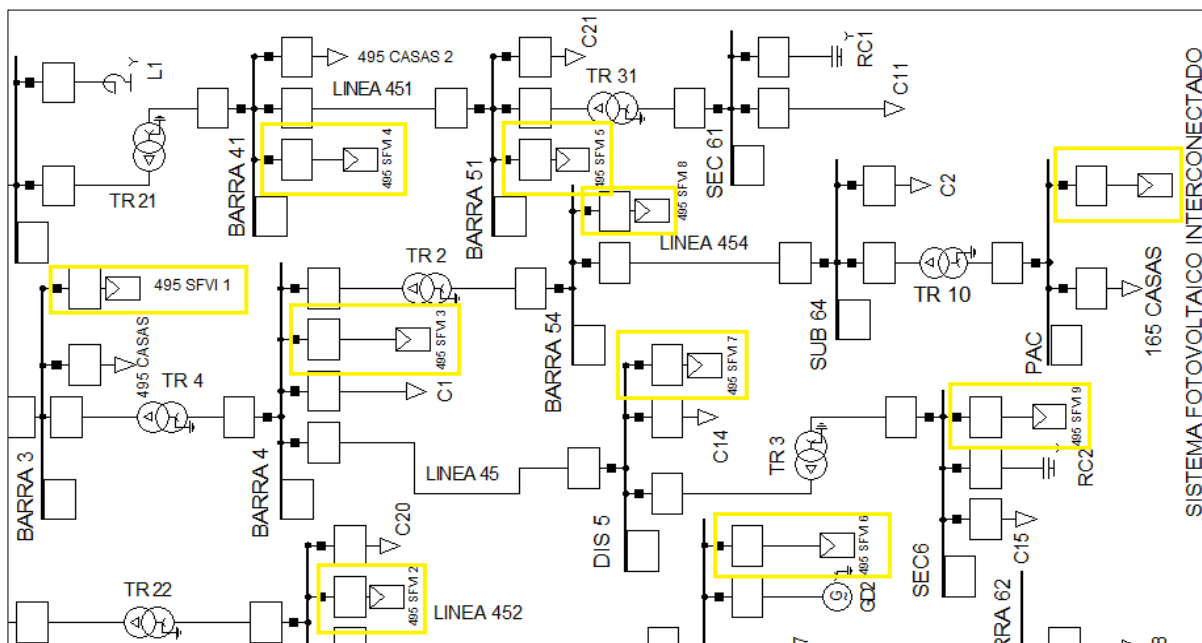 L1
TR 21
BARRA 41
495 CASAS 2
LINEA 451
495 SFVI 4
C21
TR 31
BARRA 51
495 SFVI 5
495 SFVI 8
SEC 61
RC1
C11
SISTEMA FOTOVOLTAICO INTERCONECTADO
495 SFVI 1
495 CASAS
TR 4
BARRA 3
BARRA 4
TR 2
495 SFVI 3
C1
LINEA 45
BARRA 54
LINEA 454
C2
SUB 64
TR 10
PAC
165 CASAS
495 SFVI 7
C14
DIS 5
TR 3
495 SFVI 9
RC2
SEC6
C15
TR 22
C20
495 SFVI 2
LINEA 452
495 SFVI 6
G
GD2
RRA 62
Y
Y
Y